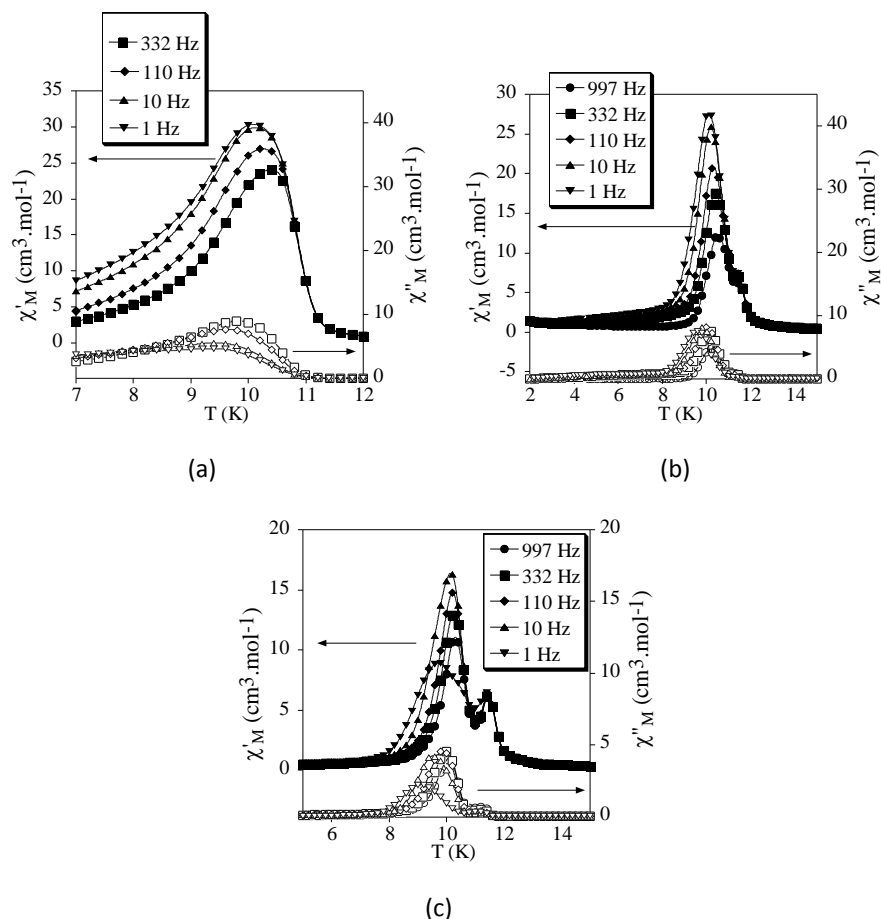 332 Hz
110 Hz
10 Hz
1 Hz
35
30
25
20
15
10
5
0
χ'M (cm³.mol⁻¹)
40
30
20
10
0
χ"M (cm³.mol⁻¹)
7 8 9 10 11 12
T (K)
(a)
997 Hz
332 Hz
110 Hz
10 Hz
1 Hz
30
25
20
15
10
5
0
-5
χ'M (cm³.mol⁻¹)
40
30
20
10
0
χ"M (cm³.mol⁻¹)
2 4 6 8 10 12 14
T (K)
(b)
997 Hz
332 Hz
110 Hz
10 Hz
1 Hz
20
15
10
5
0
χ'M (cm³.mol⁻¹)
20
15
10
5
0
χ"M (cm³.mol⁻¹)
6 8 10 12 14
T (K)
(c)